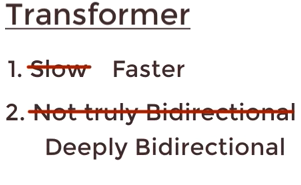 Transformer
1. Slow Faster
2. Not truly Bidirectional
Deeply Bidirectional